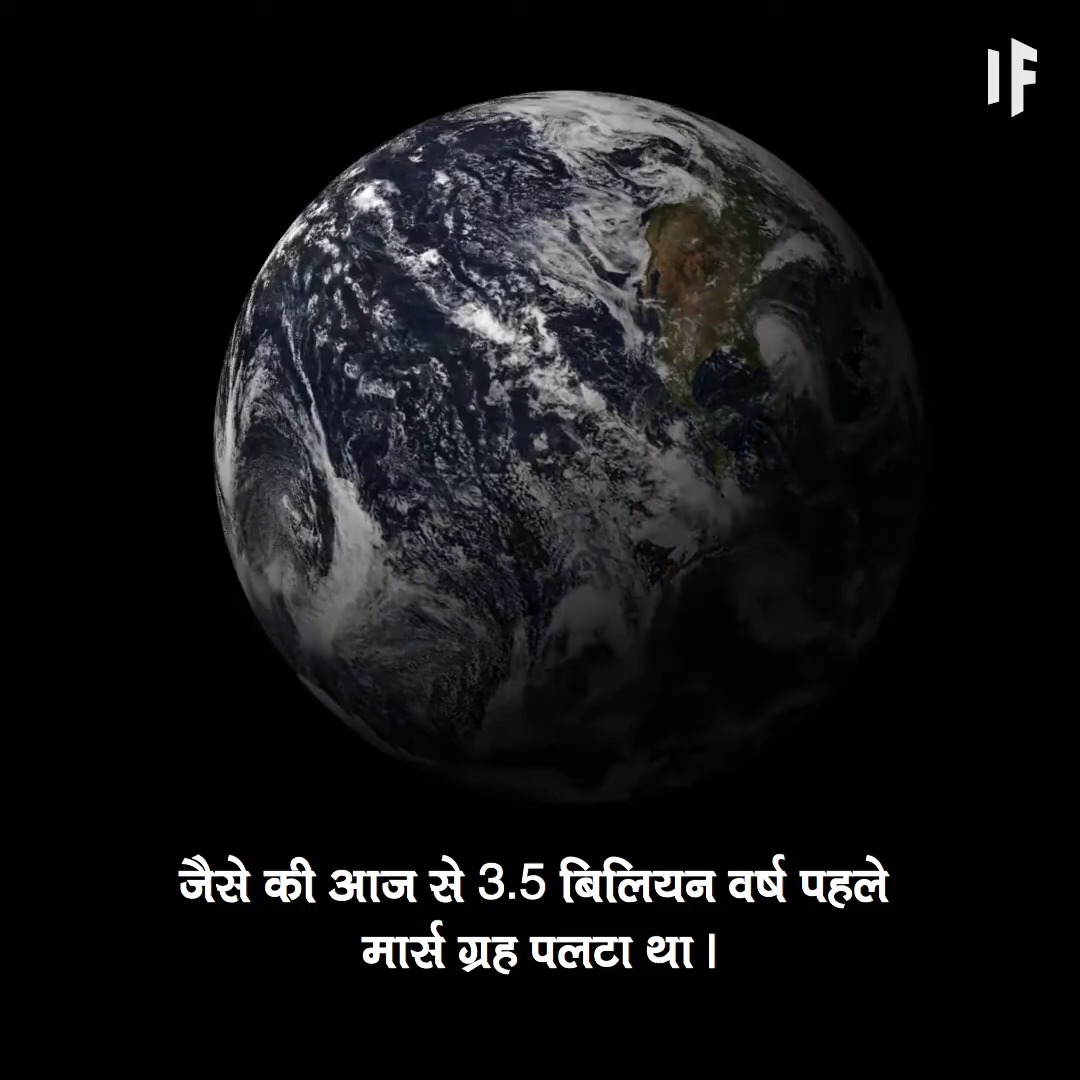 IF
जैसे की आज से 3.5 बिलियन वर्ष पहले
मार्स ग्रह पलटा था।